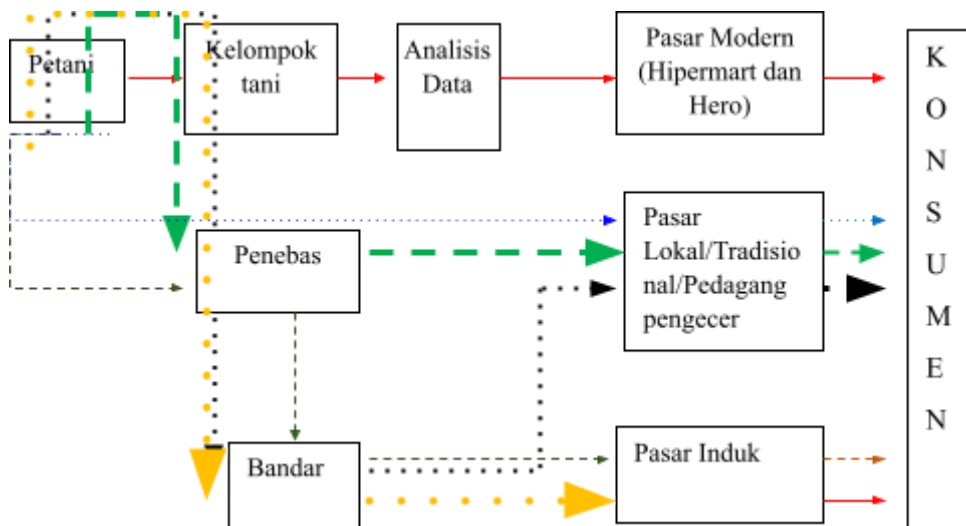 Petani
Kelompok
tani
Analisis
Data
Pasar Modern
(Hipermart dan
Hero)
K
O
N
S
U
M
E
N
Pasar
Lokal/Tradisio
nal/Pedagang
pengecer
Penebas
Bandar
Pasar Induk